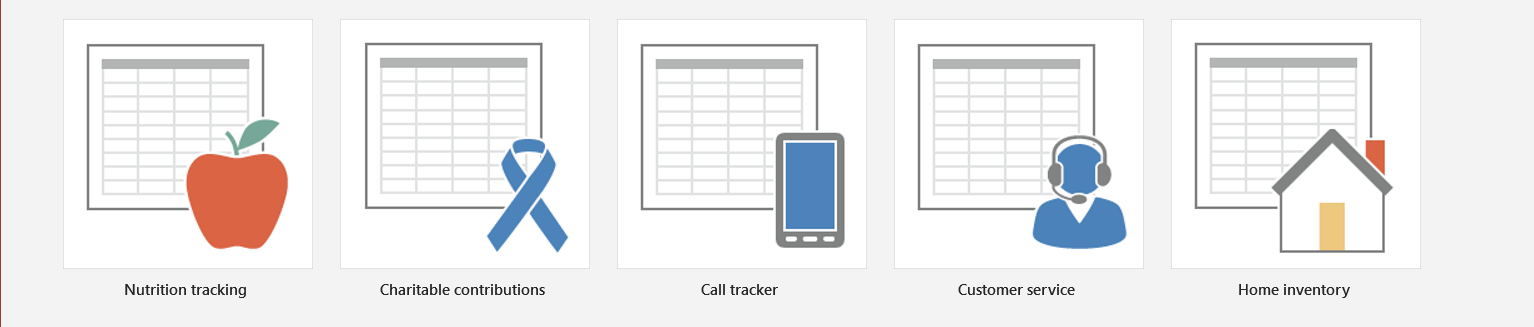 Nutrition tracking
Charitable contributions
Call tracker
Customer service
Home inventory